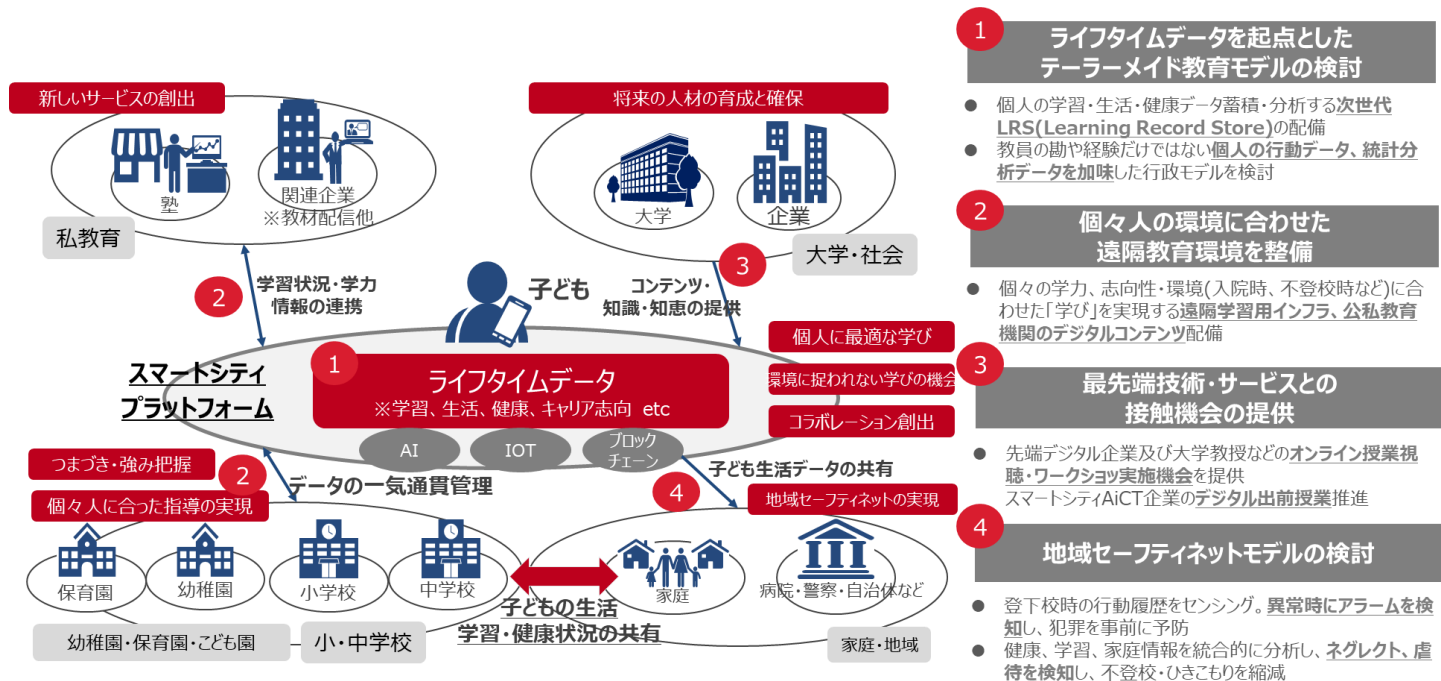 新しいサービスの創出
塾
関連企業
※教材配信他
私教育
将来の人材の育成と確保
大学
企業
大学・社会
2
学習状況・学力
情報の連携
子ども
3
コンテンツ・
知識・知恵の提供
スマートシティ
プラットフォーム
1
ライフタイムデータ
※学習、生活、健康、キャリア志向 etc
AI
IOT
ブロック
チェーン
個人に最適な学び
環境に捉われない学びの機会
コラボレーション創出
つまづき・強み把握
個々人に合った指導の実現
2
データの一気通貫管理
4
子ども生活データの共有
地域セーフティネットの実現
保育園
幼稚園
小学校
中学校
幼稚園・保育園・こども園
小・中学校
子どもの生活
学習・健康状況の共有
家庭
病院・警察・自治体など
家庭・地域
1
ライフタイムデータを起点とした
テーラーメイド教育モデルの検討
● 個人の学習・生活・健康データ蓄積・分析する次世代
LRS(Learning Record Store)の配備
● 教員の勘や経験だけではない個人の行動データ、統計分
析データを加味した行政モデルを検討
2
個々人の環境に合わせた
遠隔教育環境を整備
● 個々の学力、志向性・環境(入院時、不登校時など)に合
わせた「学び」を実現する遠隔学習用インフラ、公私教育
機関のデジタルコンテンツ配備
3
最先端技術・サービスとの
接触機会の提供
● 先端デジタル企業及び大学教授などのオンライン授業視
聴・ワークショッ実施機会を提供
スマートシティAiCT企業のデジタル出前授業推進
4
地域セーフティネットモデルの検討
● 登下校時の行動履歴をセンシング。異常時にアラームを検
知し、犯罪を事前に予防
● 健康、学習、家庭情報を統合的に分析し、ネグレクト、虐
待を検知し、不登校・ひきこもりを縮減